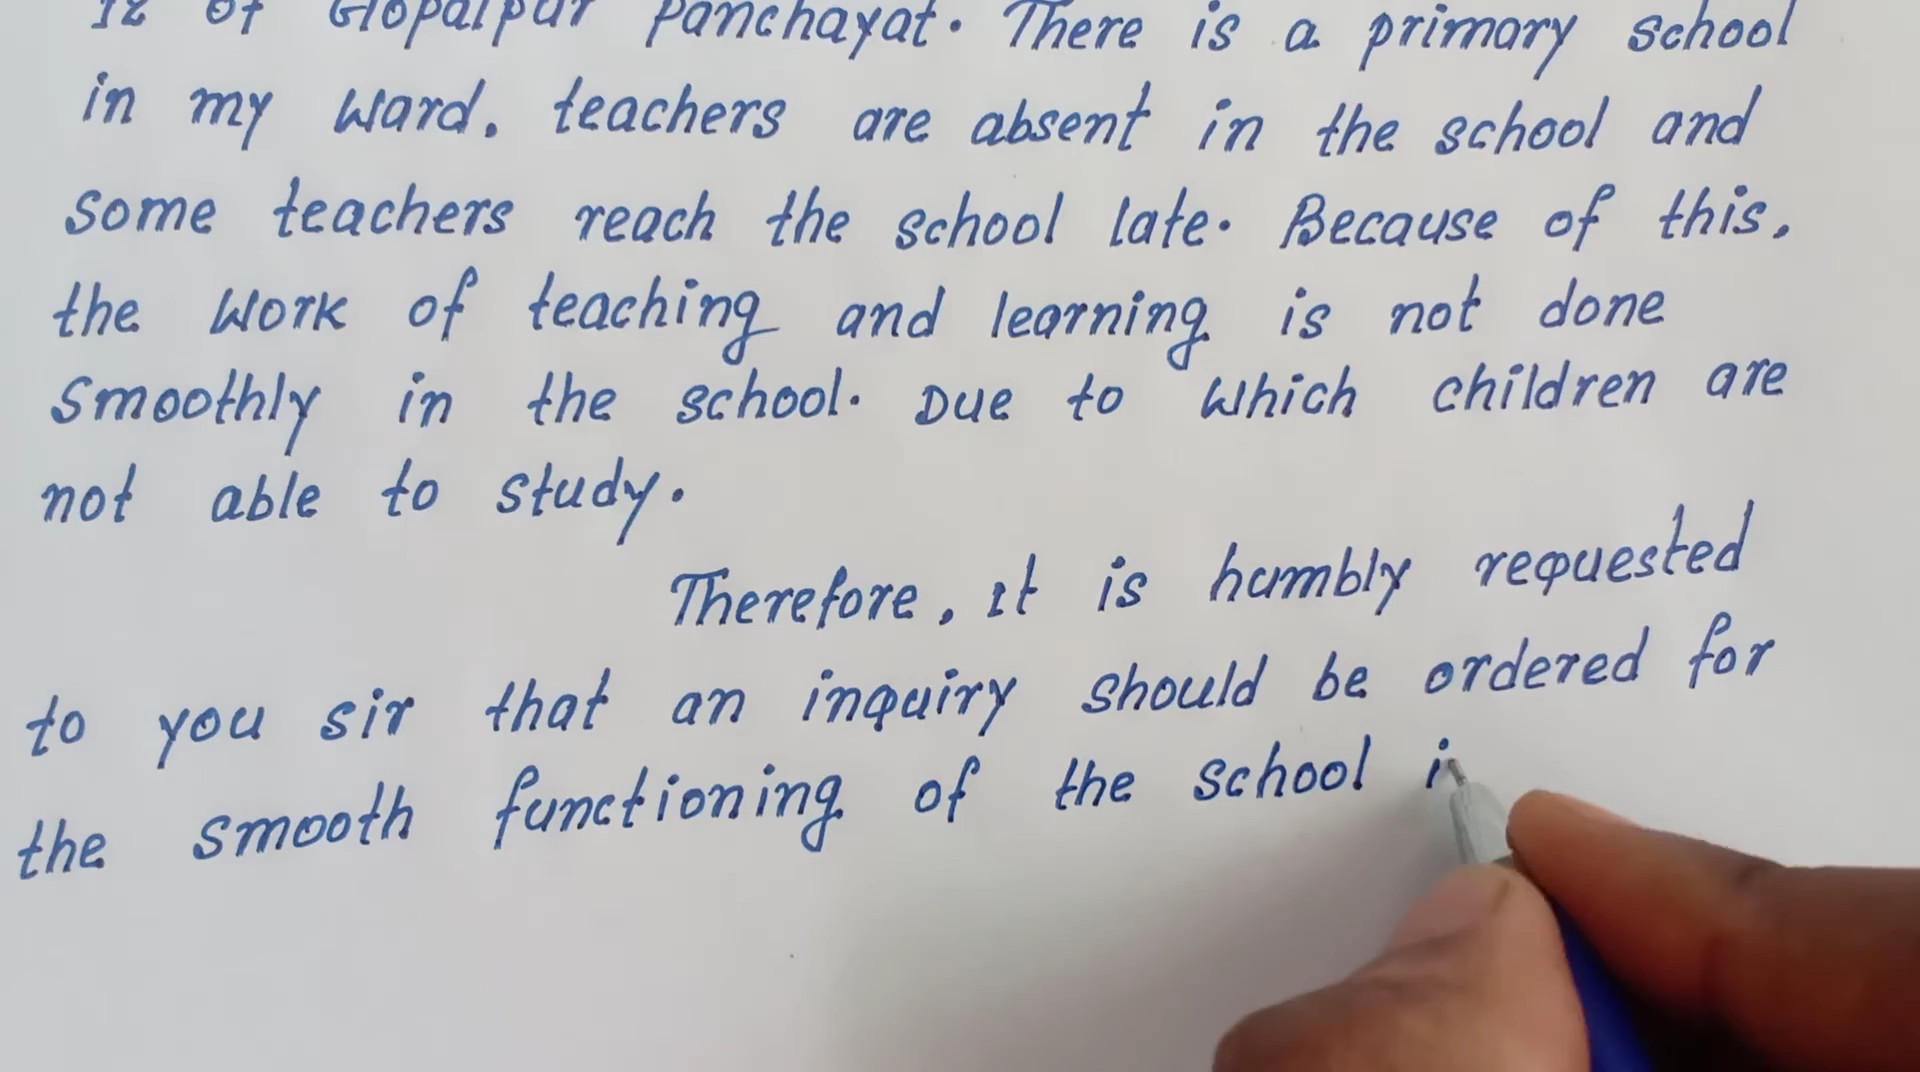 12 of Gopalpur Panchayat. There is a primary school
in my ward. teachers are absent in the school and
some teachers reach the school late. Because of this,
the work of teaching and learning is not done
smoothly in the school. Due to which children are
not able to study.
Therefore, it is humbly requested
to you sir that an inquiry should be ordered for
the smooth functioning of the school i